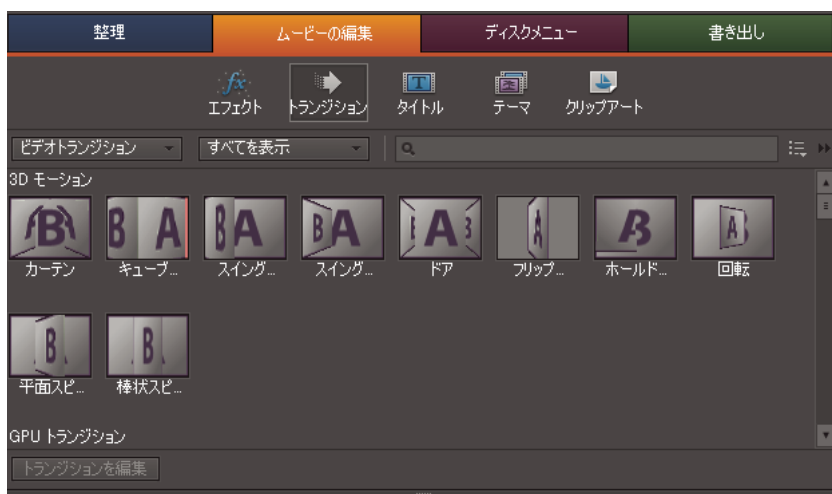 整理 ムービーの編集 ディスクメニュー 書き出し
fx T
エフェクト トランジション タイトル テーマ クリップアート
ビデオトランジション すべてを表示
3D モーション
B B A B A B A A B A B A B
カーテン キューブ... スイング... スイング... ドア フリップ... ホールド... 回転
B B
平面スピ... 棒状スピ...
GPU トランジション
トランジションを編集